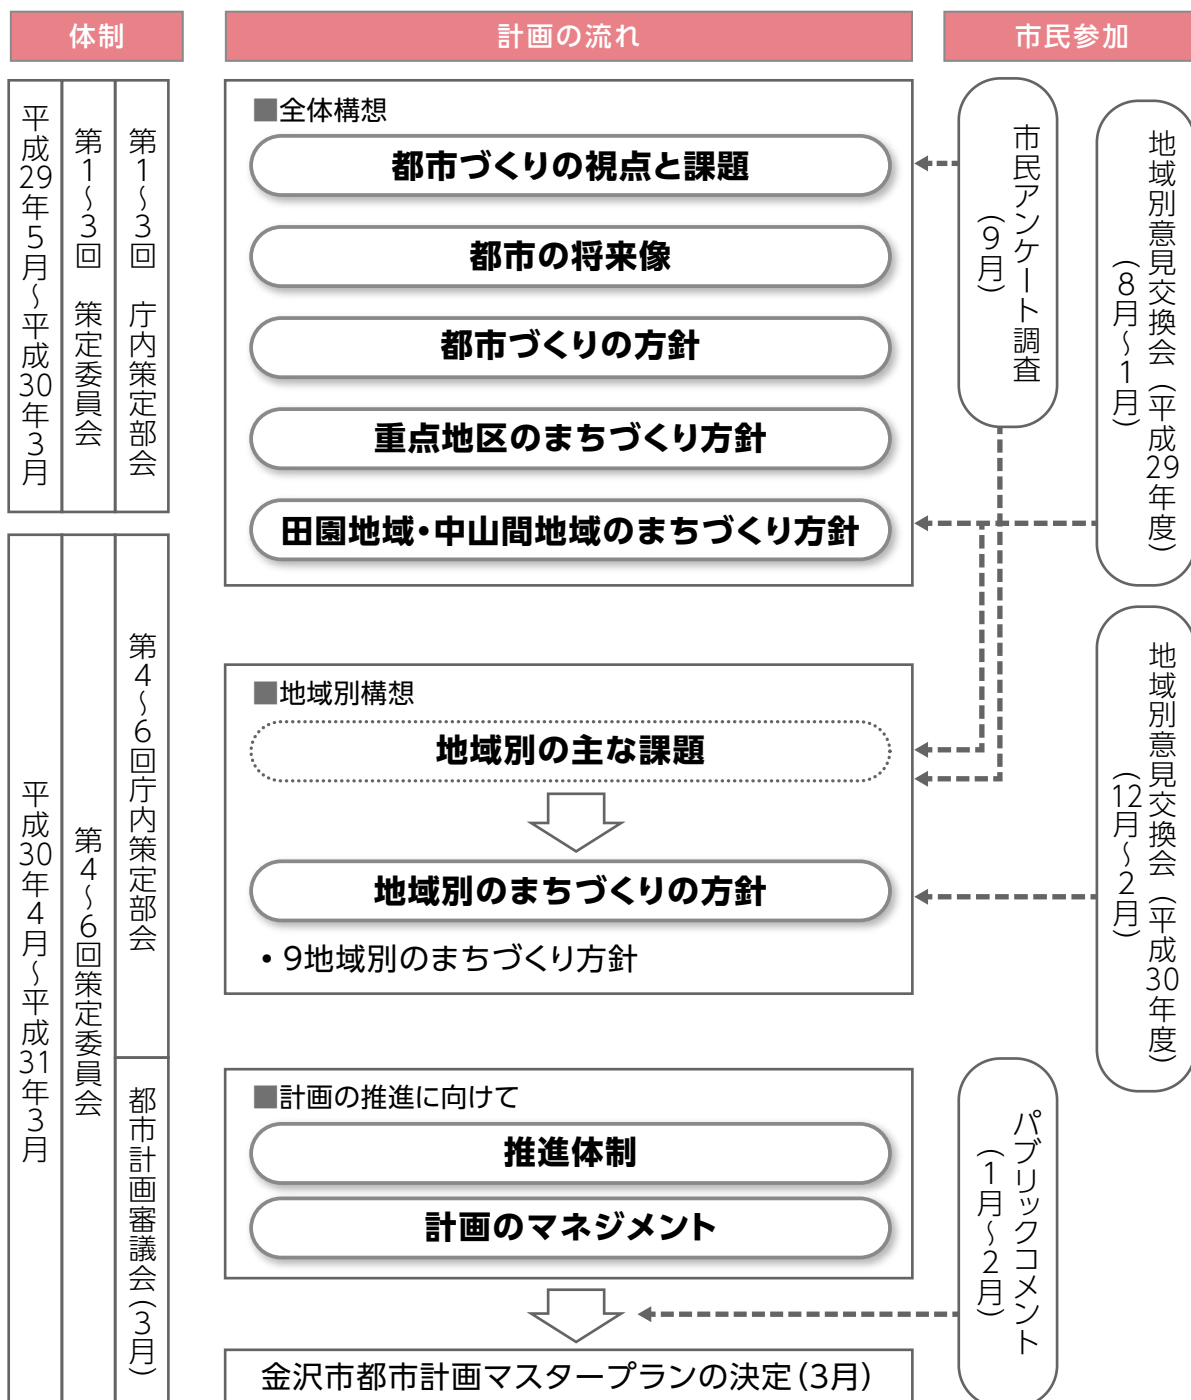 体制
計画の流れ
市民参加
平成29年5月～平成30年3月
第1～3回　策定委員会
第1～3回　庁内策定部会
平成30年4月～平成31年3月
第4～6回策定委員会
第4～6回庁内策定部会
都市計画審議会（3月）
■全体構想
都市づくりの視点と課題
都市の将来像
都市づくりの方針
重点地区のまちづくり方針
田園地域・中山間地域のまちづくり方針
■地域別構想
地域別の主な課題
地域別のまちづくりの方針
・9地域別のまちづくり方針
■計画の推進に向けて
推進体制
計画のマネジメント
金沢市都市計画マスタープランの決定（3月）
市民アンケート調査
（9月）
地域別意見交換会（平成29年度）
（8月～1月）
地域別意見交換会（平成30年度）
（12月～2月）
パブリックコメント
（1月～2月）